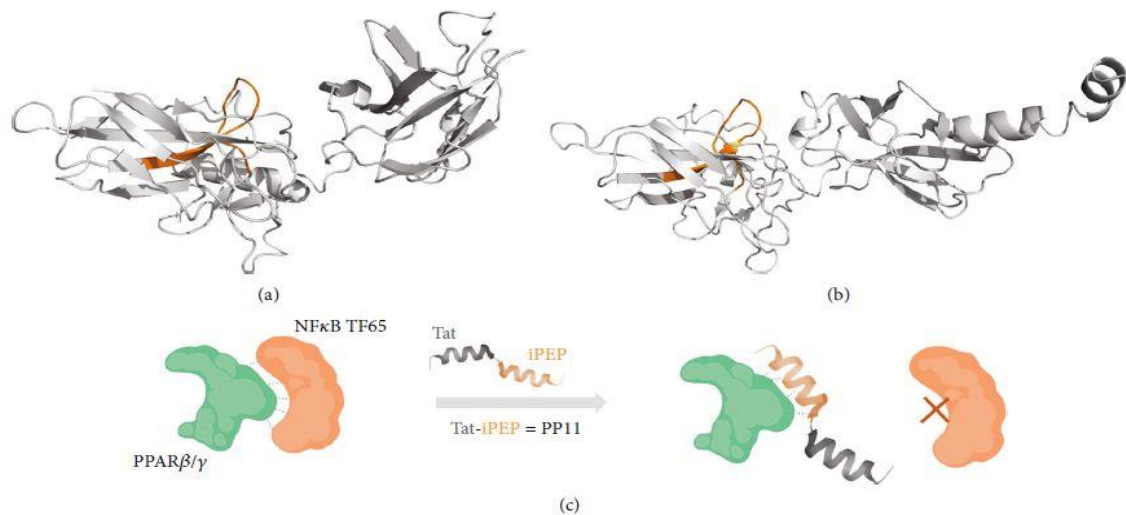 (a)
(b)
NFκB TF65
PPARβ/γ
Tat
iPEP
Tat-iPEP = PP11
(c)